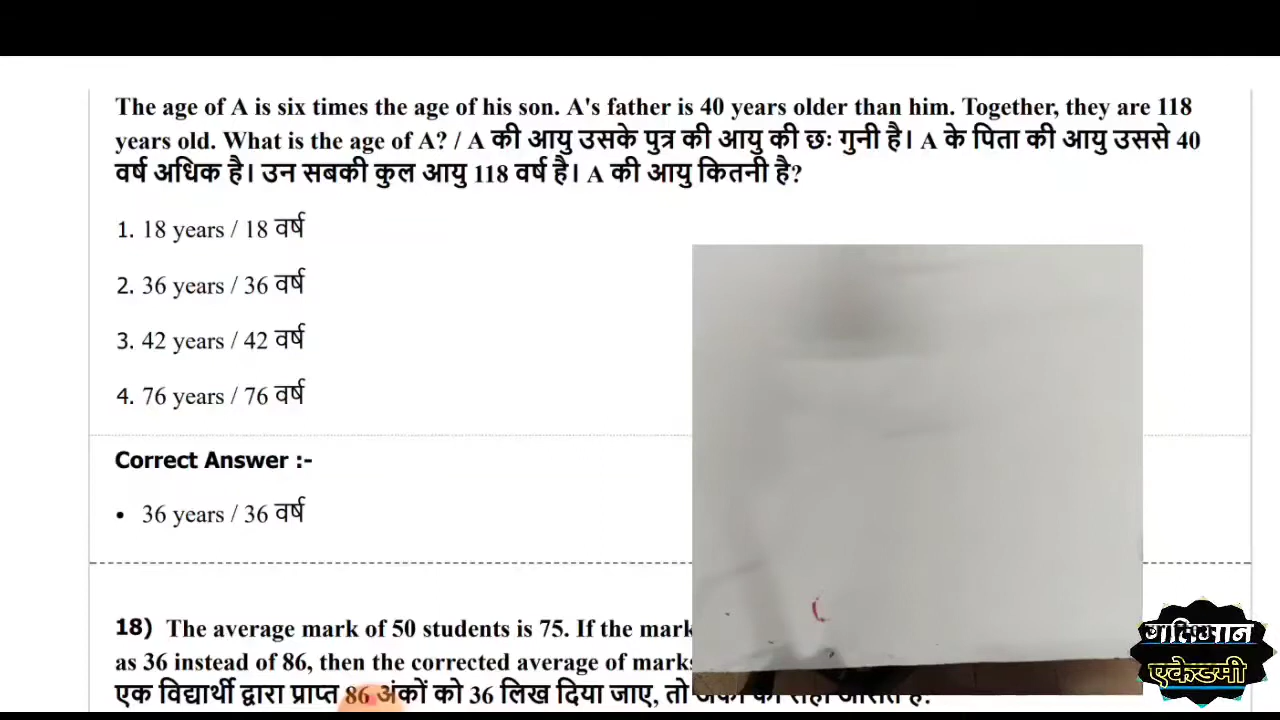 The age of A is six times the age of his son. A's father is 40 years older than him. Together, they are 118
years old. What is the age of A? / A की आयु उसके पुत्र की आयु की छः गुनी है। A के पिता की आयु उससे 40
वर्ष अधिक है। उन सबकी कुल आयु 118 वर्ष है। A की आयु कितनी है?
1. 18 years / 18 वर्ष
2. 36 years / 36 वर्ष
3. 42 years / 42 वर्ष
4. 76 years / 76 वर्ष
Correct Answer :-
• 36 years / 36 वर्ष
18) The average mark of 50 students is 75. If the mark
as 36 instead of 86, then the corrected average of marks
एक विद्यार्थी द्वारा प्राप्त 86 अंकों को 36 लिख दिया जाए, तो
गतिमान
एकेडमी